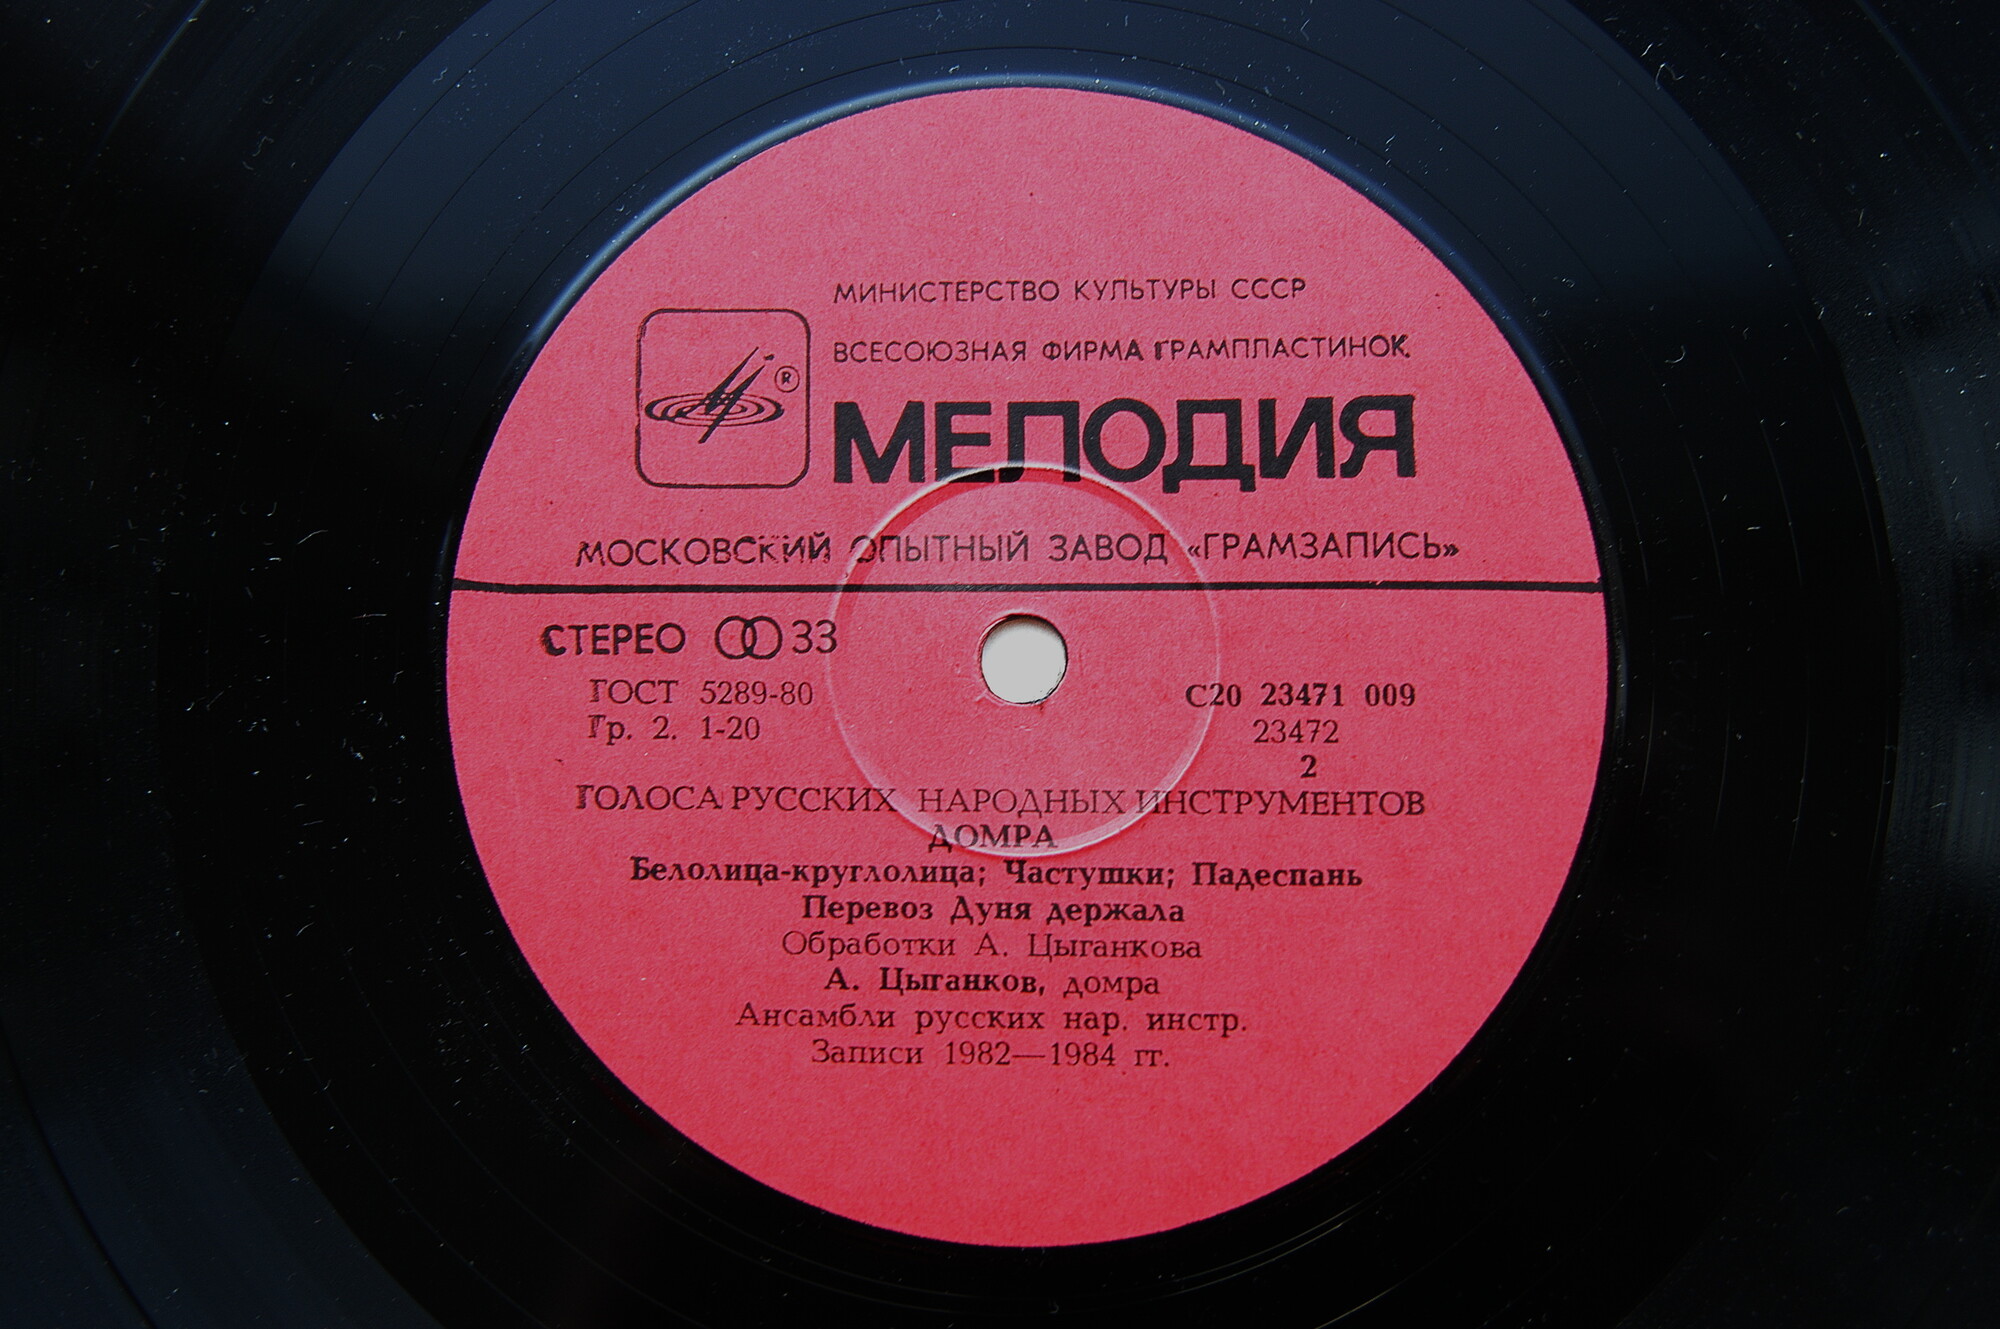 МИНИСТЕРСТВО КУЛЬТУРЫ СССР
ВСЕСОЮЗНАЯ ФИРМА ГРАМПЛАСТИНОК
®
МЕЛОДИЯ
МОСКОВСКИЙ ОПЫТНЫЙ ЗАВОД «ГРАМЗАПИСЬ»
СТЕРЕО 33
ГОСТ 5289-80 С20 23471 009
Гр. 2. 1-20 23472
2
ГОЛОСА РУССКИХ НАРОДНЫХ ИНСТРУМЕНТОВ
ДОМРА
Белолица-круглолица; Частушки; Падеспань
Перевоз Дуня держала
Обработки А. Цыганкова
А. Цыганков, домра
Ансамбли русских нар. инстр.
Записи 1982—1984 гг.